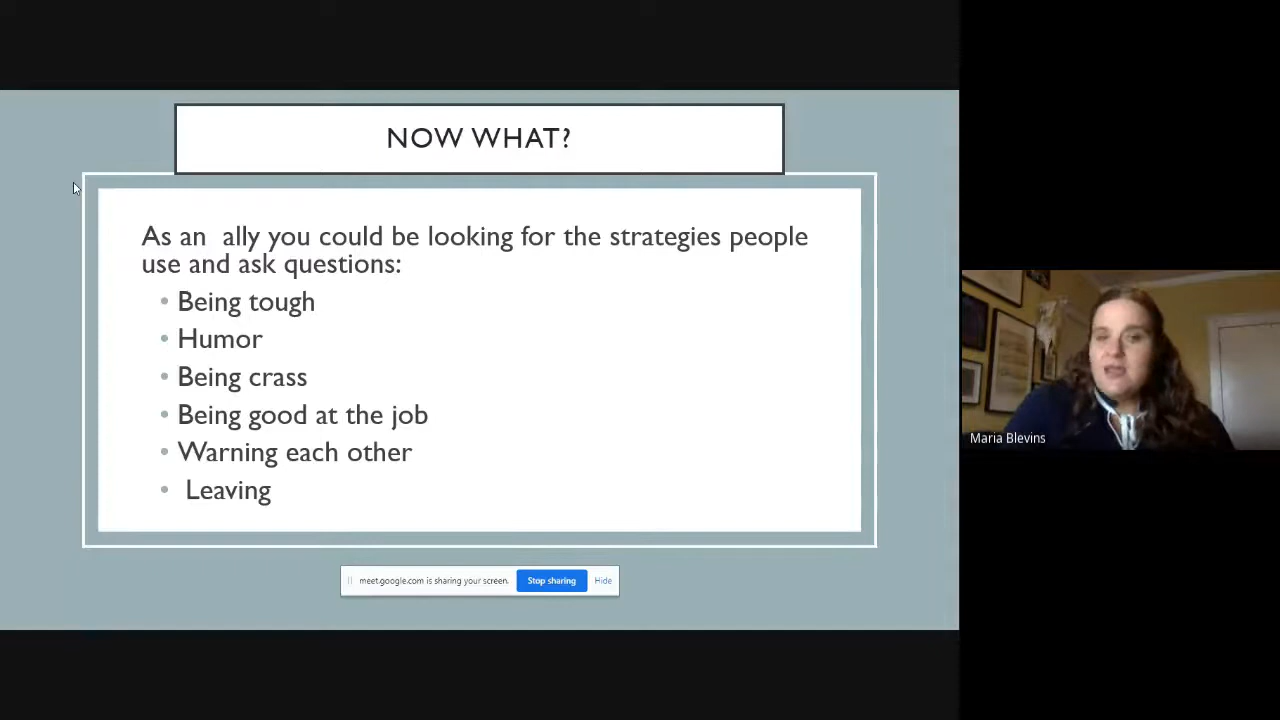 NOW WHAT?
As an  ally you could be looking for the strategies people
use and ask questions:
• Being tough
• Humor
• Being crass
• Being good at the job
• Warning each other
•  Leaving
meet.google.com is sharing your screen.
Stop sharing
Hide
Maria Blevins